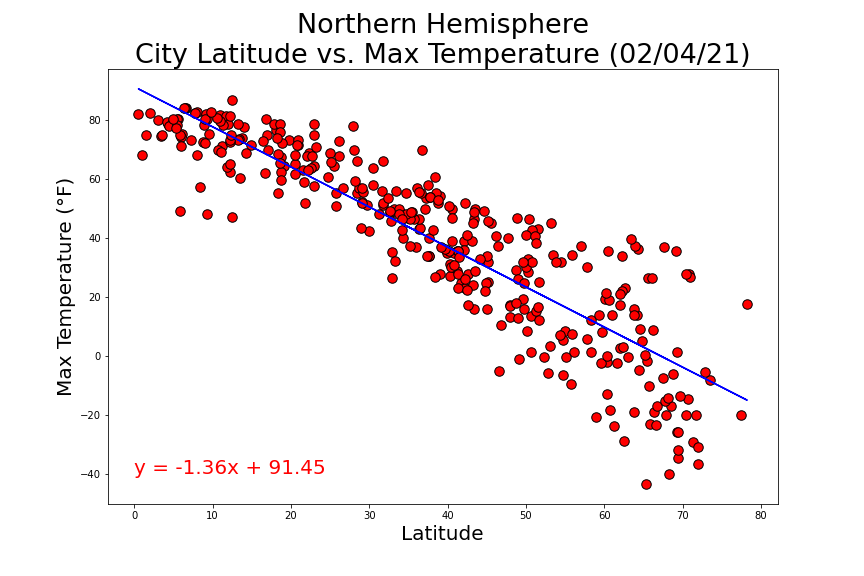 Northern Hemisphere
City Latitude vs. Max Temperature (02/04/21)
Max Temperature (°F)
80
60
40
20
0
−20
−40
y = -1.36x + 91.45
0 10 20 30 40 50 60 70 80
Latitude